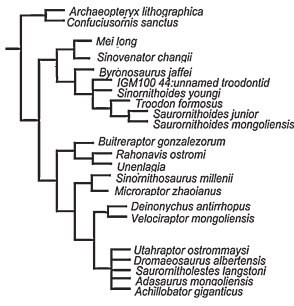 Archaeopteryx lithographica
Confuciusornis sanctus
Mei long
Sinovenator changii
Byronosaurus jaffei
IGM100 44:unnamed troodontid
Sinornithoides youngi
Troodon formosus
Saurornithoides junior
Saurornithoides mongoliensis
Buitreraptor gonzalezorum
Rahonavis ostromi
Unenlagia
Sinornithosaurus millenii
Microraptor zhaoianus
Deinonychus antirrhopus
Velociraptor mongoliensis
Utahraptor ostrommaysi
Dromaeosaurus albertensis
Saurornitholestes langstoni
Adasaurus mongoliensis
Achillobator giganticus